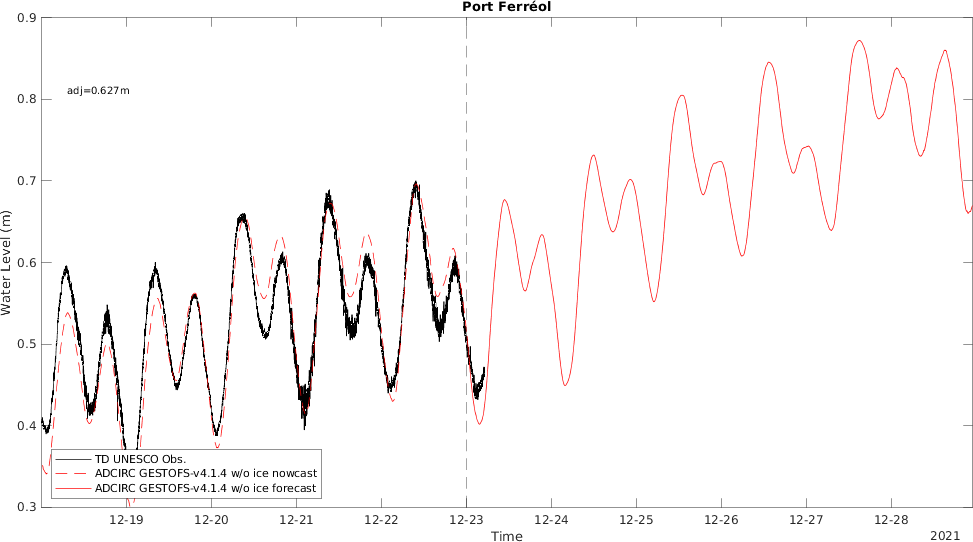 Port Ferréol
0.9
0.8
0.7
0.6
0.5
0.4
0.3
Water Level (m)
adj=0.627m
TD UNESCO Obs.
ADCIRC GESTOFS-v4.1.4 w/o ice nowcast
ADCIRC GESTOFS-v4.1.4 w/o ice forecast
12-19 12-20 12-21 12-22 12-23 12-24 12-25 12-26 12-27 12-28
Time
2021